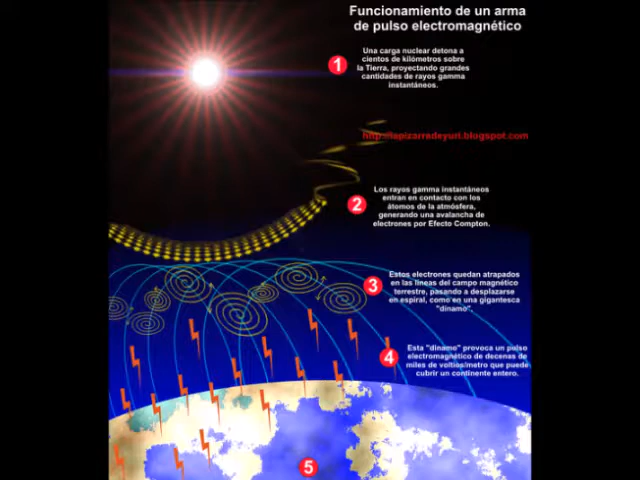 Funcionamiento de un arma
de pulso electromagnético
1
Una carga nuclear detona a
cientos de kilómetros sobre
la Tierra, proyectando grandes
cantidades de rayos gamma
instantáneos.
http://lapizarradeyuri.blogspot.com
2
Los rayos gamma instantáneos
entran en contacto con los
átomos de la atmósfera,
generando una avalancha de
electrones por Efecto Compton.
3
Estos electrones quedan atrapados
en las líneas del campo magnético
terrestre, pasando a desplazarse
en espiral, como en una gigantesca
"dinamo".
4
Esta "dinamo" provoca un pulso
electromagnético de decenas de
miles de voltios/metro que puede
cubrir un continente entero.
5